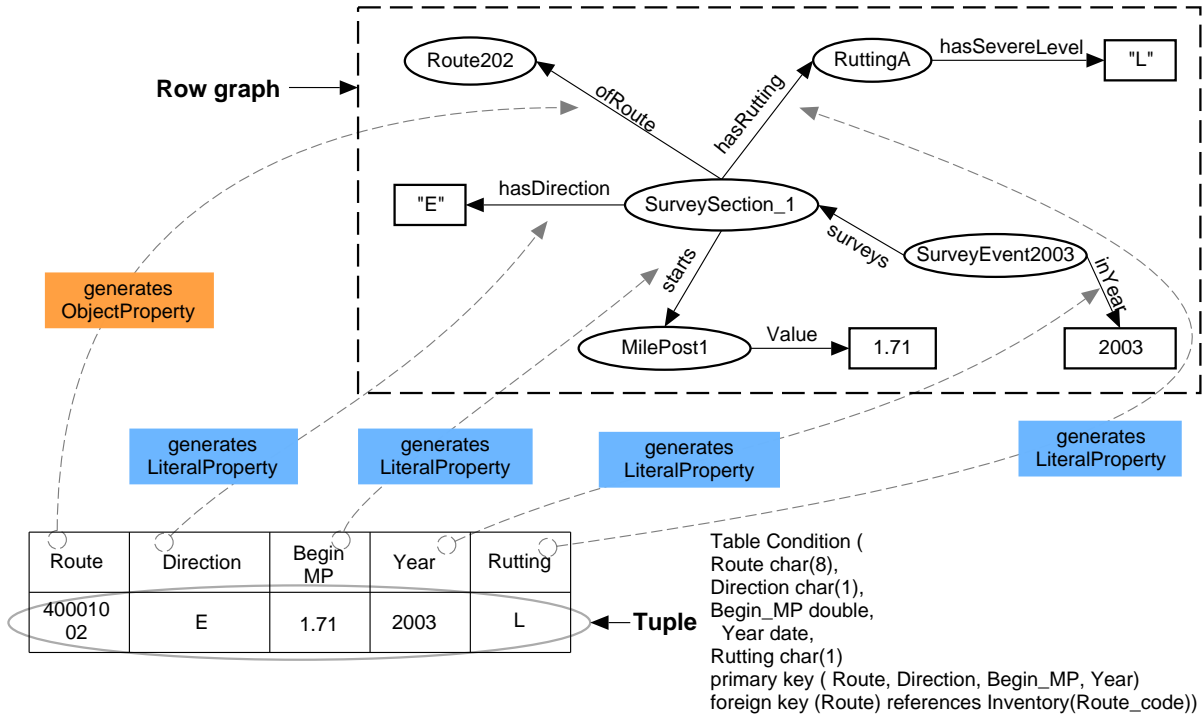 Row graph
Route202
RuttingA
hasSevereLevel
"L"
ofRoute
hasRutting
"E"
hasDirection
SurveySection_1
surveys
SurveyEvent2003
starts
inYear
MilePost1
Value
1.71
2003
generates
ObjectProperty
generates
LiteralProperty
generates
LiteralProperty
generates
LiteralProperty
generates
LiteralProperty
Route
Direction
Begin
MP
Year
Rutting
400010
02
E
1.71
2003
L
Tuple
Table Condition (
Route char(8),
Direction char(1),
Begin_MP double,
Year date,
Rutting char(1)
primary key ( Route, Direction, Begin_MP, Year)
foreign key (Route) references Inventory(Route_code))